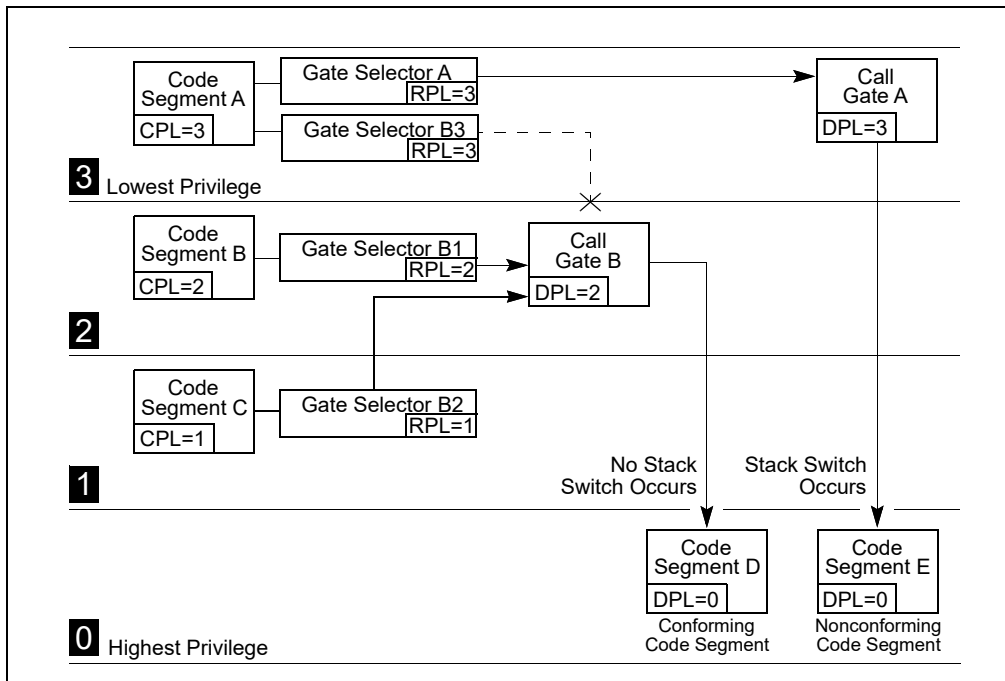 Code
Segment A
CPL=3
Gate Selector A
RPL=3
Gate Selector B3
RPL=3
Call
Gate A
DPL=3
3 Lowest Privilege
Code
Segment B
CPL=2
Gate Selector B1
RPL=2
Call
Gate B
DPL=2
2
Code
Segment C
CPL=1
Gate Selector B2
RPL=1
No Stack
Switch Occurs
Stack Switch
Occurs
1
Code
Segment D
DPL=0
Conforming
Code Segment
Code
Segment E
DPL=0
Nonconforming
Code Segment
0 Highest Privilege